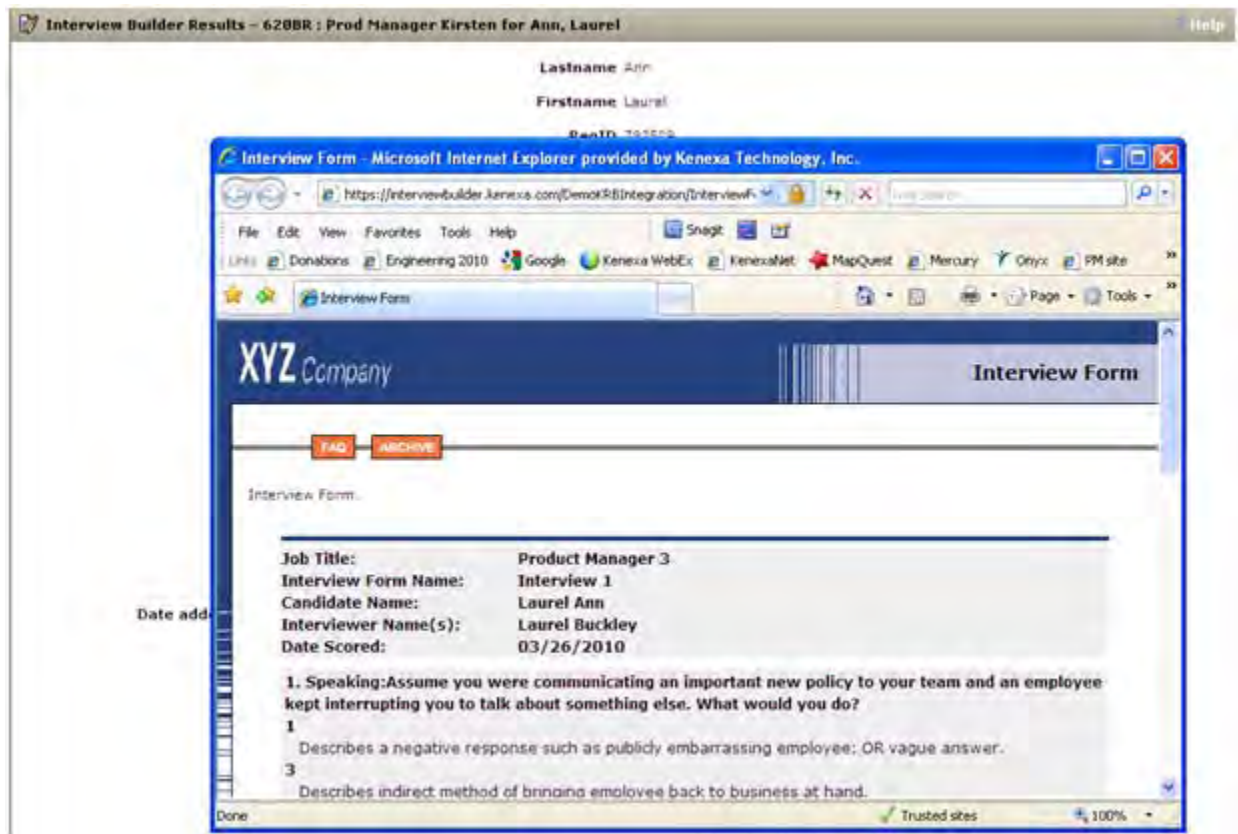 Interview Builder Results - 628BR : Prod Manager Kirsten for Ann, Laurel Help
Lastname Ann
Firstname Laurel
Interview Form - Microsoft Internet Explorer provided by Kenexa Technology, Inc.
https://interviewbuilder.kenexa.com/DemoKRBIntegration/InterviewF
File Edit View Favorites Tools Help Snagit
Links Donations Engineering 2010 Google Kenexa WebEx KenexaNet MapQuest Mercury Onyx PM site »
Interview Form Page Tools »
XYZ Company Interview Form
FAQ ARCHIVE
Interview Form.
Job Title: Product Manager 3
Interview Form Name: Interview 1
Candidate Name: Laurel Ann
Interviewer Name(s): Laurel Buckley
Date adde
Date Scored: 03/26/2010
1. Speaking:Assume you were communicating an important new policy to your team and an employee
kept interrupting you to talk about something else. What would you do?
1
Describes a negative response such as publicly embarrassing employee; OR vague answer.
3
Describes indirect method of bringing employee back to business at hand.
Done Trusted sites 100%